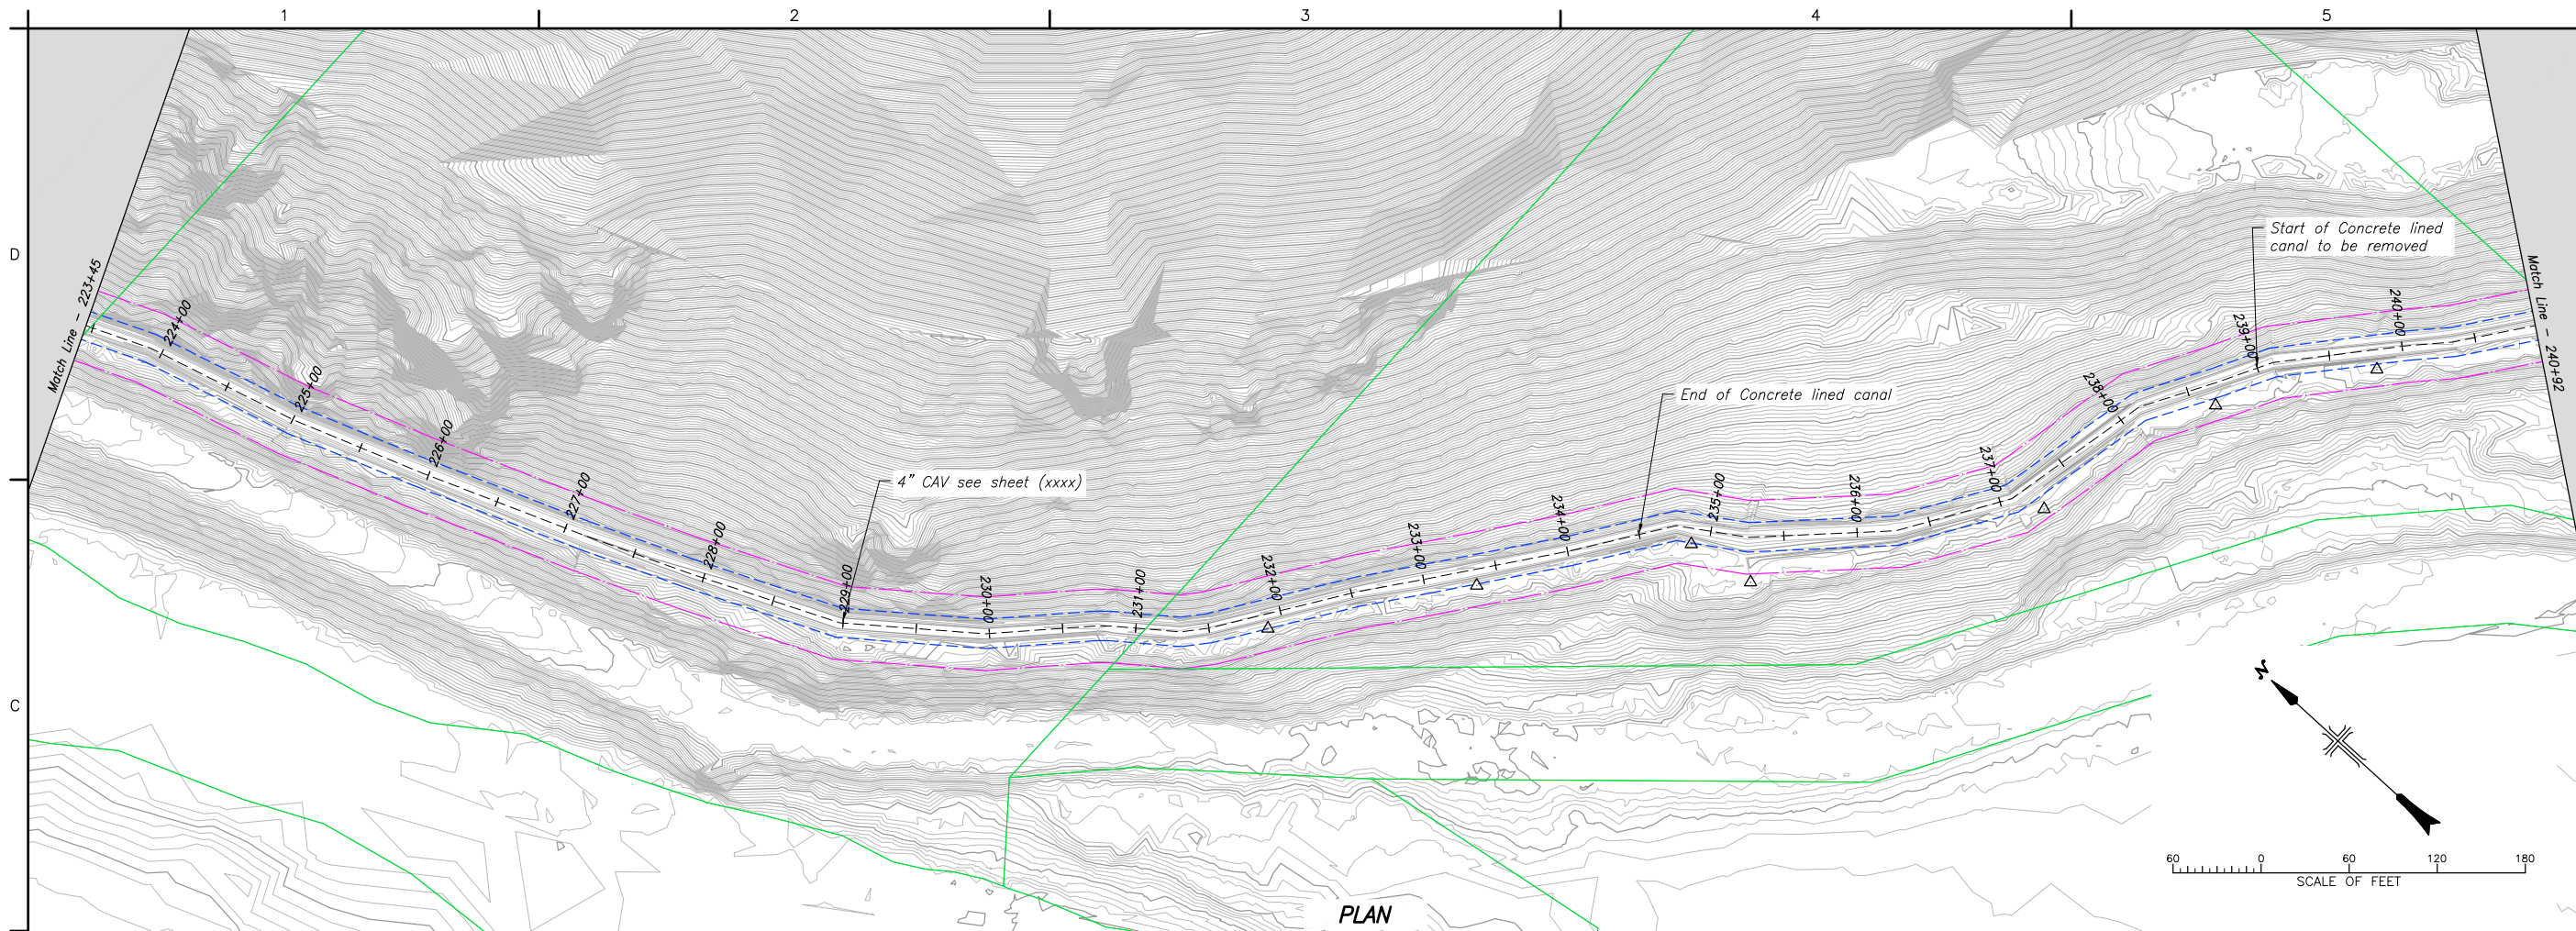 1
2
3
4
5
D
C
Match Line - 223+45
224+00
225+00
226+00
227+00
228+00
229+00
230+00
231+00
232+00
233+00
234+00
235+00
236+00
237+00
238+00
239+00
240+00
Match Line - 240+92
4" CAV see sheet (xxxx)
End of Concrete lined canal
Start of Concrete lined
canal to be removed
N
60 0 60 120 180
SCALE OF FEET
PLAN